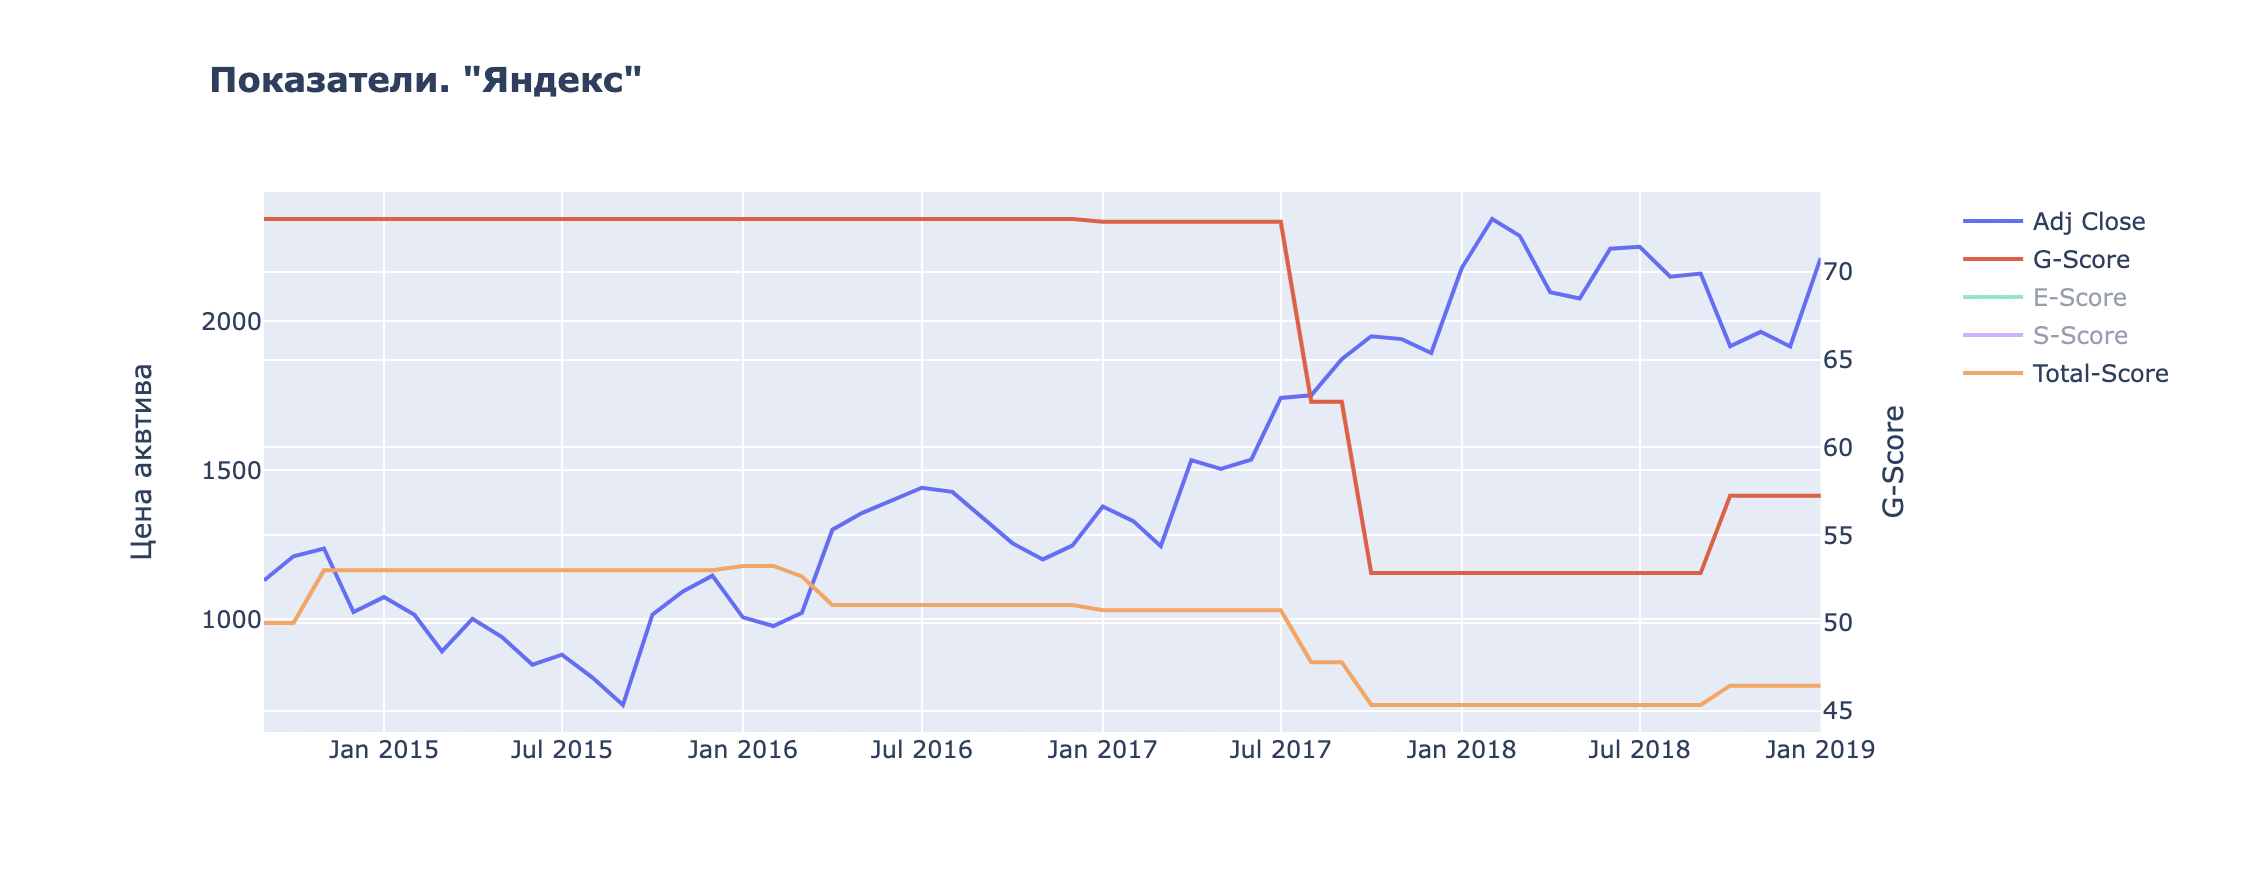 Показатели. "Яндекс"
Adj Close
G-Score
E-Score
S-Score
Total-Score
Цена аквтива
2000
1500
1000
70
65
60
55
50
45
G-Score
Jan 2015
Jul 2015
Jan 2016
Jul 2016
Jan 2017
Jul 2017
Jan 2018
Jul 2018
Jan 2019